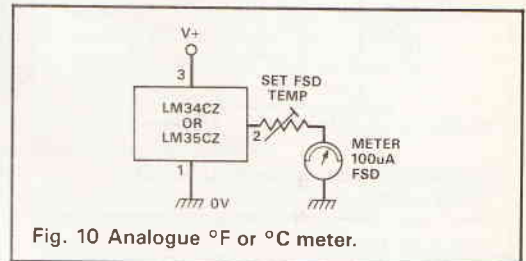 V+
3
SET FSD
TEMP
LM34CZ
OR
LM35CZ
2
METER
100uA
FSD
1
0V
Fig. 10 Analogue °F or °C meter.